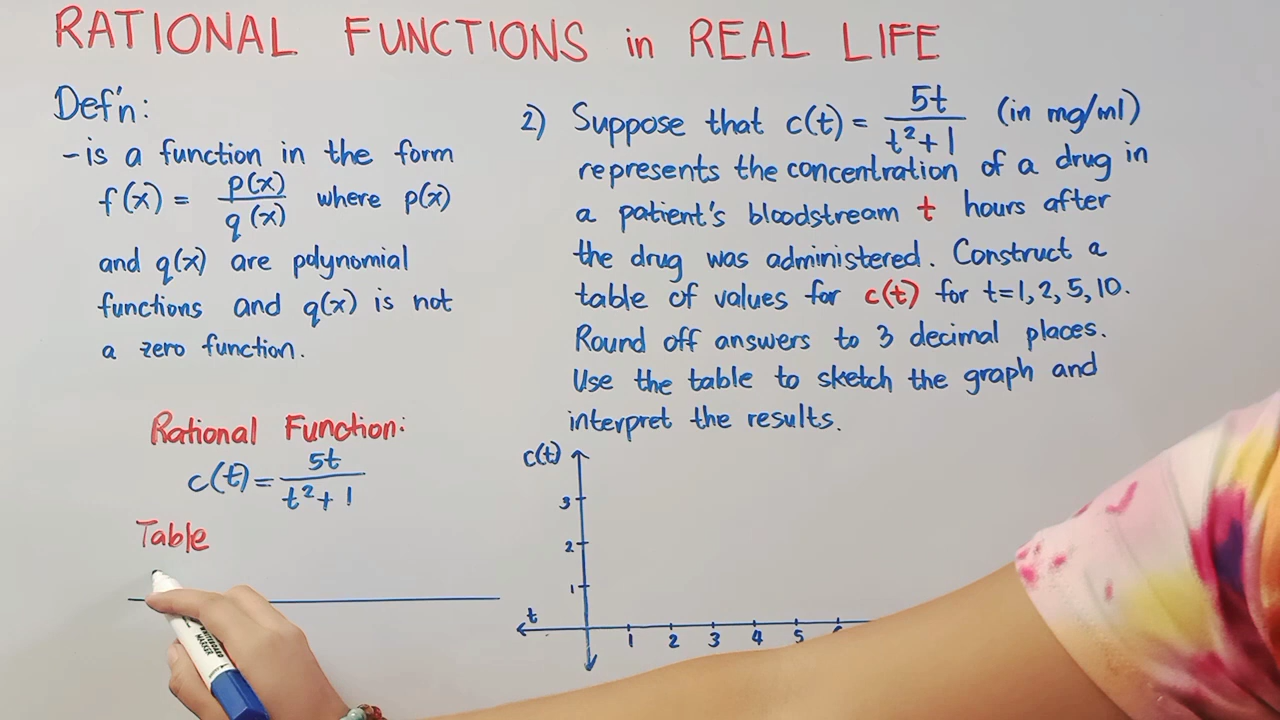 RATIONAL FUNCTIONS in REAL LIFE
Def'n:
- is a function in the form
f(x) = p(x)/q(x) where p(x)
and q(x) are polynomial
functions and q(x) is not
a zero function.
Rational Function:
c(t) = 5t/t²+1
Table
2) Suppose that c(t) = 5t/t²+1 (in mg/ml)
represents the concentration of a drug in
a patient's bloodstream t hours after
the drug was administered. Construct a
table of values for c(t) for t=1,2,5,10.
Round off answers to 3 decimal places.
Use the table to sketch the graph and
interpret the results.
c(t)
3
2
1
t
1 2 3 4 5